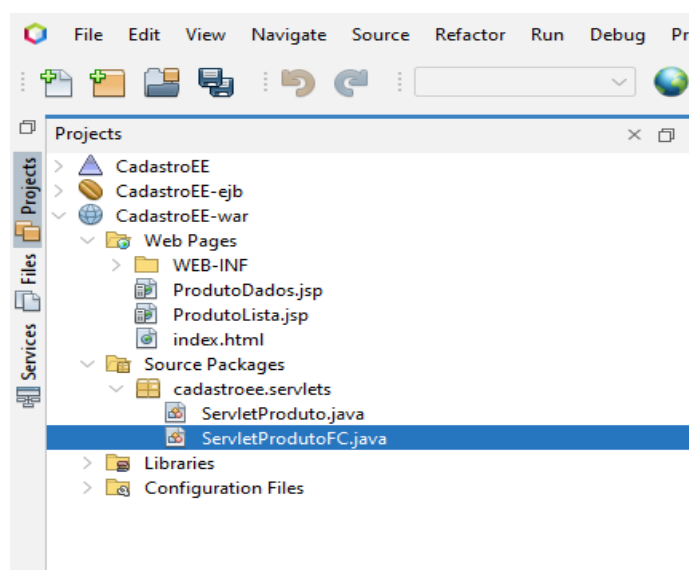 File Edit View Navigate Source Refactor Run Debug Pr
Projects
Projects
Files
Services
CadastroEE
CadastroEE-ejb
CadastroEE-war
Web Pages
WEB-INF
ProdutoDados.jsp
ProdutoLista.jsp
index.html
Source Packages
cadastroee.servlets
ServletProduto.java
ServletProdutoFC.java
Libraries
Configuration Files